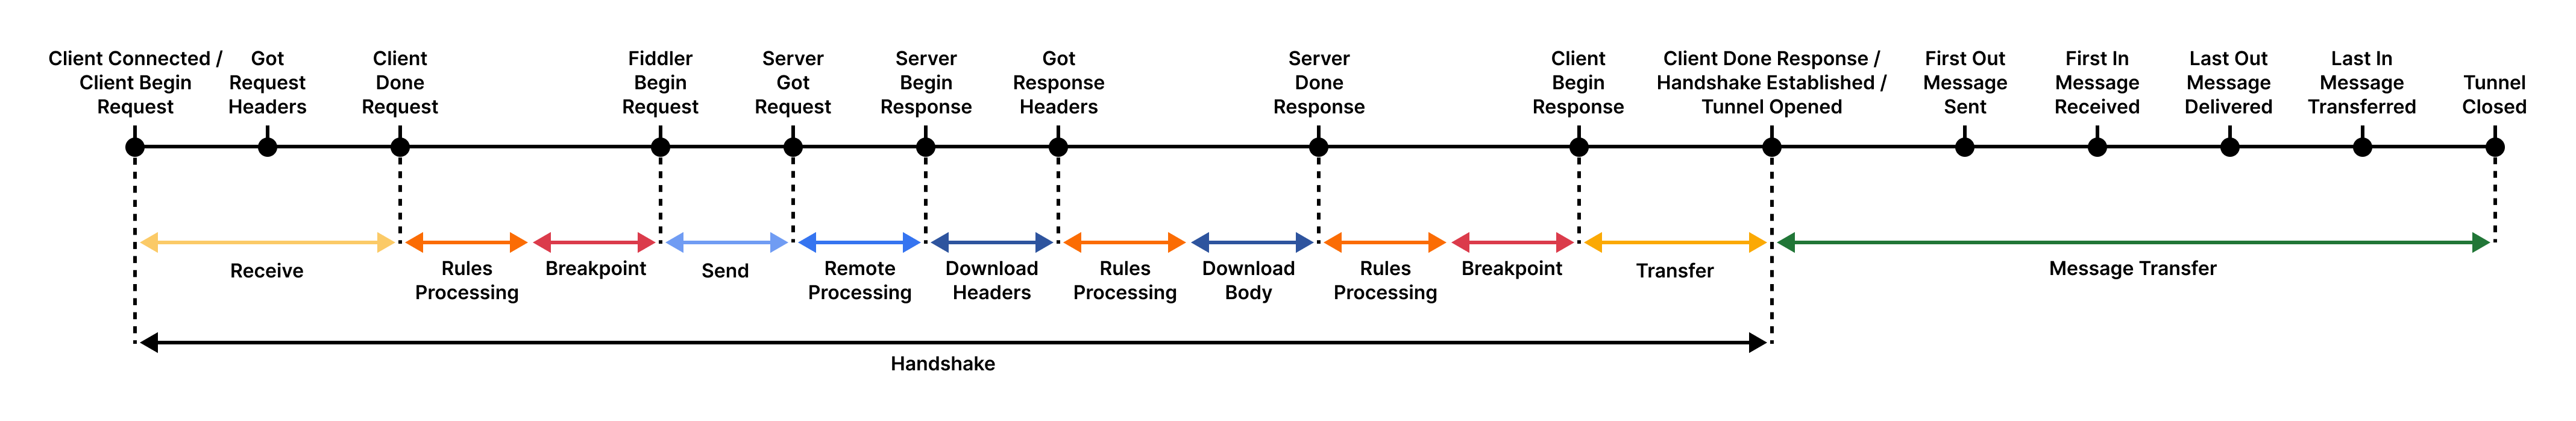 Client Connected /
Client Begin
Request
Got
Request
Headers
Client
Done
Request
Fiddler
Begin
Request
Server
Got
Request
Server
Begin
Response
Got
Response
Headers
Server
Done
Response
Client
Begin
Response
Client Done Response /
Handshake Established /
Tunnel Opened
First Out
Message
Sent
First In
Message
Received
Last Out
Message
Delivered
Last In
Message
Transferred
Tunnel
Closed
Receive
Rules
Processing
Breakpoint
Send
Remote
Processing
Download
Headers
Rules
Processing
Download
Body
Rules
Processing
Breakpoint
Transfer
Message Transfer
Handshake